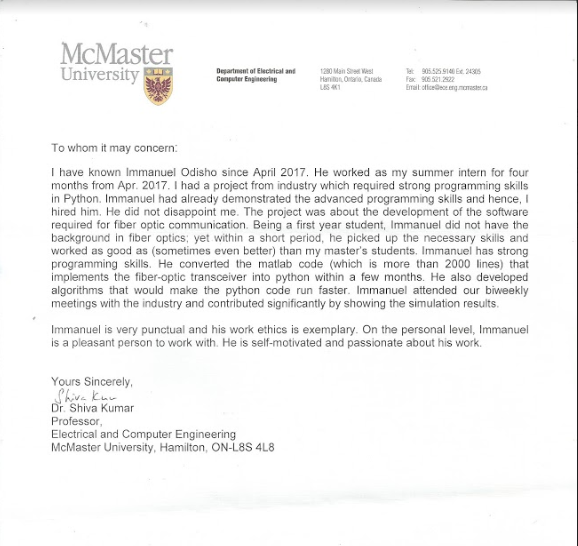 McMaster
University
Department of Electrical and
Computer Engineering
1280 Main Street West
Hamilton, Ontario, Canada
L8S 4K1
Tel: 905.525.9146 Ext. 24305
Fax: 905.521.2922
Email: office@ece.eng.mcmaster.ca
To whom it may concern:
I have known Immanuel Odisho since April 2017. He worked as my summer intern for four
months from Apr. 2017. I had a project from industry which required strong programming skills
in Python. Immanuel had already demonstrated the advanced programming skills and hence, I
hired him. He did not disappoint me. The project was about the development of the software
required for fiber optic communication. Being a first year student, Immanuel did not have the
background in fiber optics; yet within a short period, he picked up the necessary skills and
worked as good as (sometimes even better) than my master's students. Immanuel has strong
programming skills. He converted the matlab code (which is more than 2000 lines) that
implements the fiber-optic transceiver into python within a few months. He also developed
algorithms that would make the python code run faster. Immanuel attended our biweekly
meetings with the industry and contributed significantly by showing the simulation results.
Immanuel is very punctual and his work ethics is exemplary. On the personal level, Immanuel
is a pleasant person to work with. He is self-motivated and passionate about his work.
Yours Sincerely,
Shiva Kumar
Dr. Shiva Kumar
Professor,
Electrical and Computer Engineering
McMaster University, Hamilton, ON-L8S 4L8